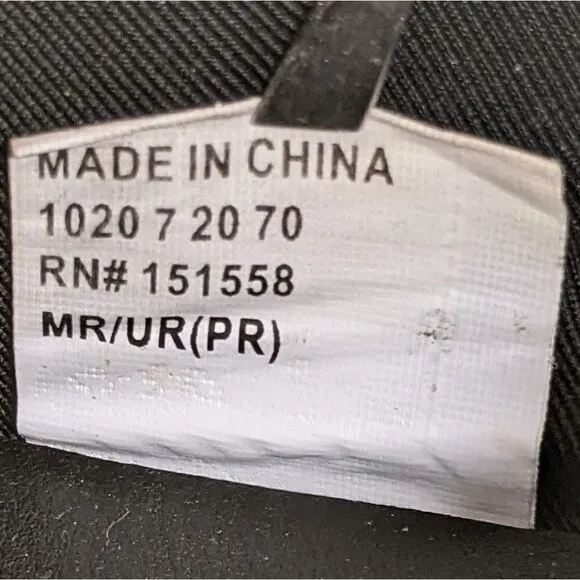 MADE IN CHINA
1020 7 20 70
RN# 151558
MR/UR(PR)